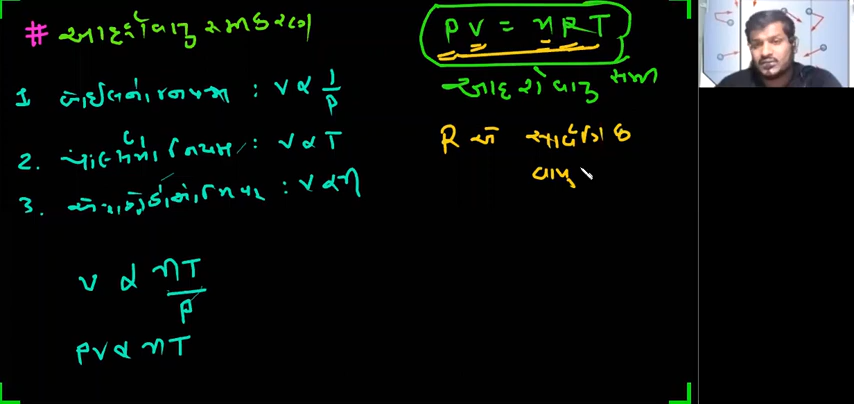 # આદર્શવાયુ સમીકરણ
1. બોઈલનો નિયમ : V ∝ 1/P
2. ચાર્લ્સનો નિયમ : V ∝ T
3. એવોગેડ્રોનો નિયમ : V ∝ n
V ∝ nT/P
PV ∝ nT
PV = nRT
આદર્શ વાયુ સમી
R એ સાર્વત્રિક
વાયુ